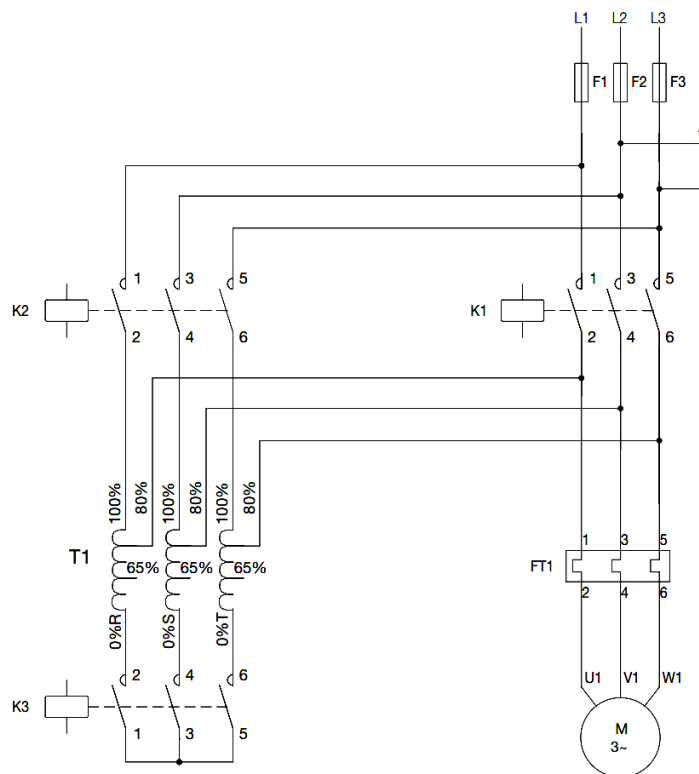 L1 L2 L3
F1 F2 F3
1 3 5 1 3 5
K2 K1
2 4 6 2 4 6
100% 80% 100% 80% 100% 80%
T1 65% 65% 65%
1 3 5
FT1
2 4 6
0%R 0%S 0%T
2 4 6
U1 V1 W1
K3
1 3 5
M
3~